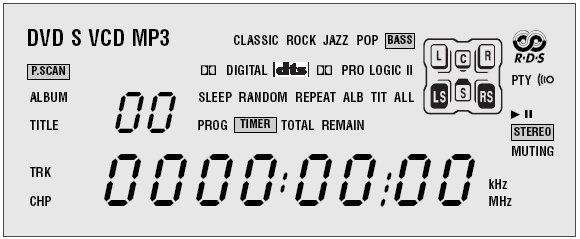 DVD S VCD MP3
CLASSIC ROCK JAZZ POP BASS
L C R
R·D·S
P.SCAN
DIGITAL dts PRO LOGIC II
PTY
ALBUM
SLEEP RANDOM REPEAT ALB TIT ALL
LS S RS
TITLE
00
PROG TIMER TOTAL REMAIN
STEREO
MUTING
TRK
CHP
0000:00:00
kHz
MHz